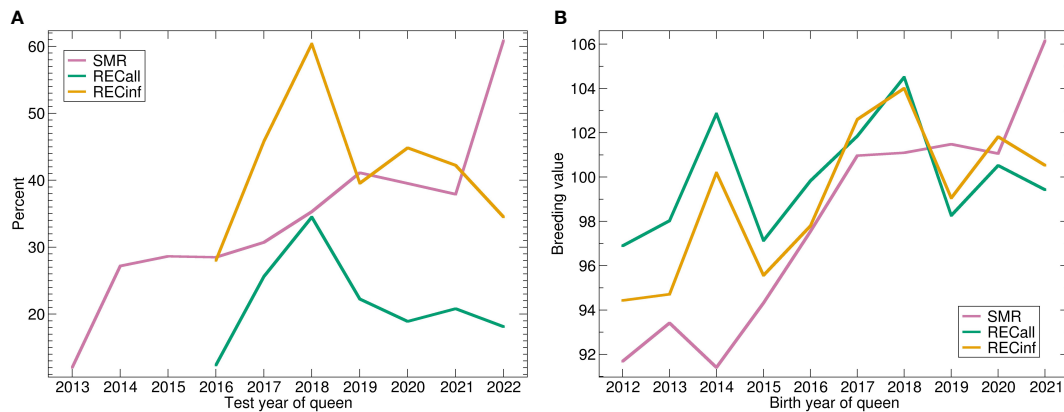 A
Percent
60
50
40
30
20
SMR
RECall
RECinf
2013 2014 2015 2016 2017 2018 2019 2020 2021 2022
Test year of queen
B
Breeding value
106
104
102
100
98
96
94
92
SMR
RECall
RECinf
2012 2013 2014 2015 2016 2017 2018 2019 2020 2021
Birth year of queen